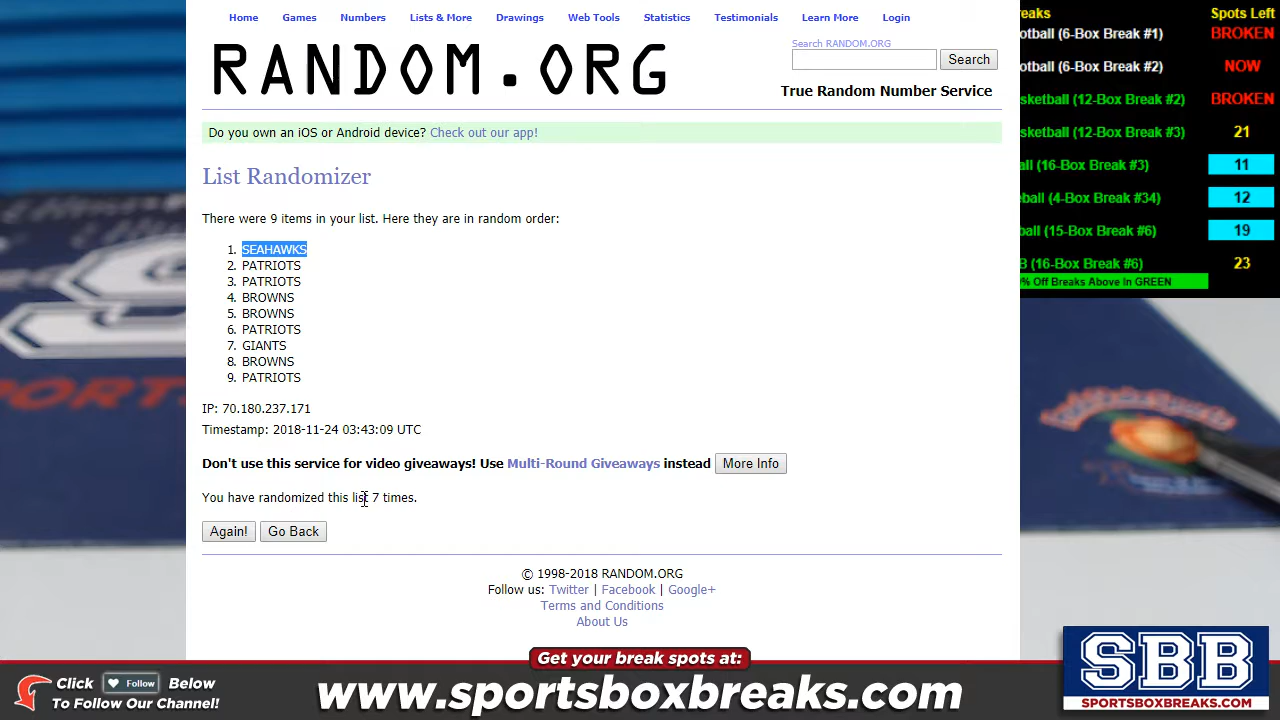 Home Games Numbers Lists & More Drawings Web Tools Statistics Testimonials Learn More Login
RANDOM.ORG
Search RANDOM.ORG
Search
True Random Number Service
Do you own an iOS or Android device? Check out our app!
List Randomizer
There were 9 items in your list. Here they are in random order:
1. SEAHAWKS
2. PATRIOTS
3. PATRIOTS
4. BROWNS
5. BROWNS
6. PATRIOTS
7. GIANTS
8. BROWNS
9. PATRIOTS
IP: 70.180.237.171
Timestamp: 2018-11-24 03:43:09 UTC
Don't use this service for video giveaways! Use Multi-Round Giveaways instead More Info
You have randomized this list 7 times.
Again! Go Back
© 1998-2018 RANDOM.ORG
Follow us: Twitter | Facebook | Google+
Terms and Conditions
About Us
reaks Spots Left
otball (6-Box Break #1) BROKEN
ootball (6-Box Break #2) NOW
sketball (12-Box Break #2) BROKEN
sketball (12-Box Break #3) 21
all (16-Box Break #3) 11
ball (4-Box Break #34) 12
ball (15-Box Break #6) 19
B (16-Box Break #6) 23
% Off Breaks Above In GREEN
Get your break spots at:
www.sportsboxbreaks.com
Click Follow Below
To Follow Our Channel!
SBB
SPORTSBOXBREAKS.COM